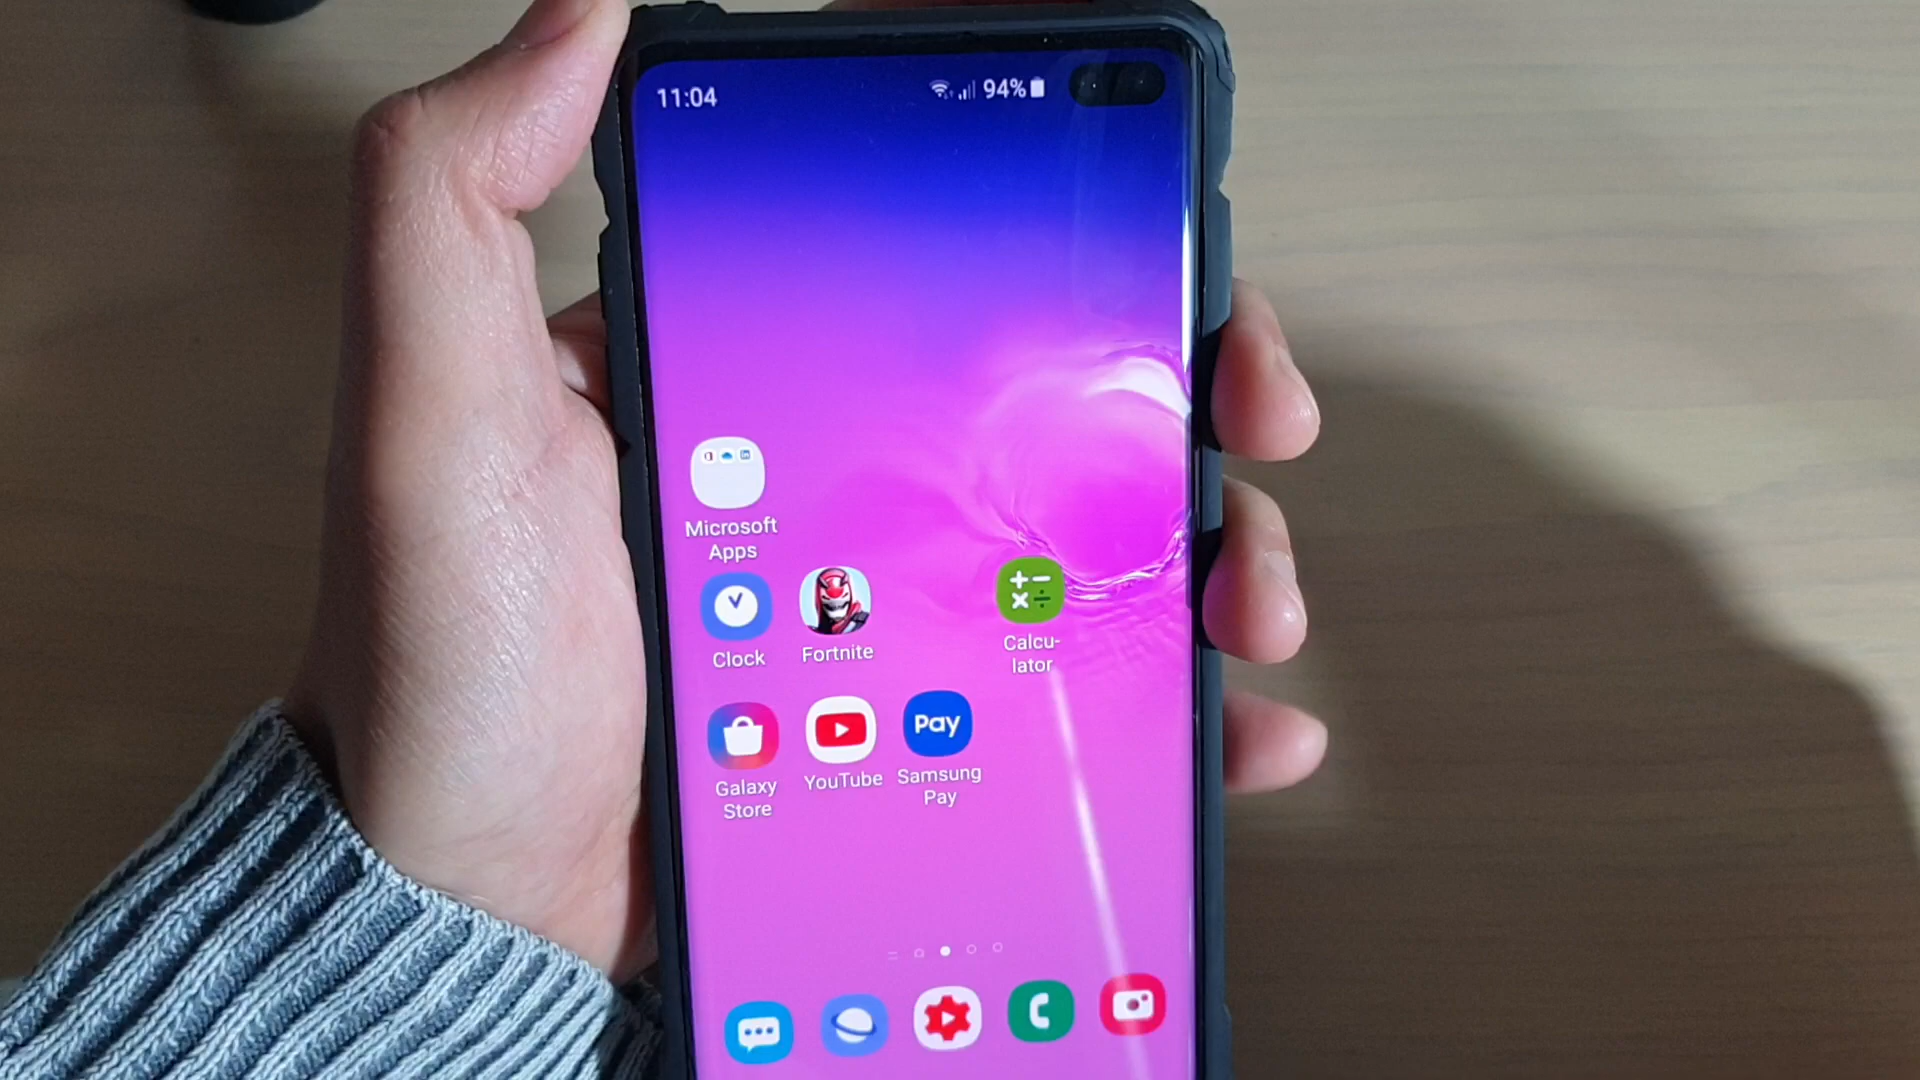 11:04
94%
Microsoft
Apps
Clock
Fortnite
Calcu-
lator
Galaxy
Store
YouTube
Pay
Samsung
Pay